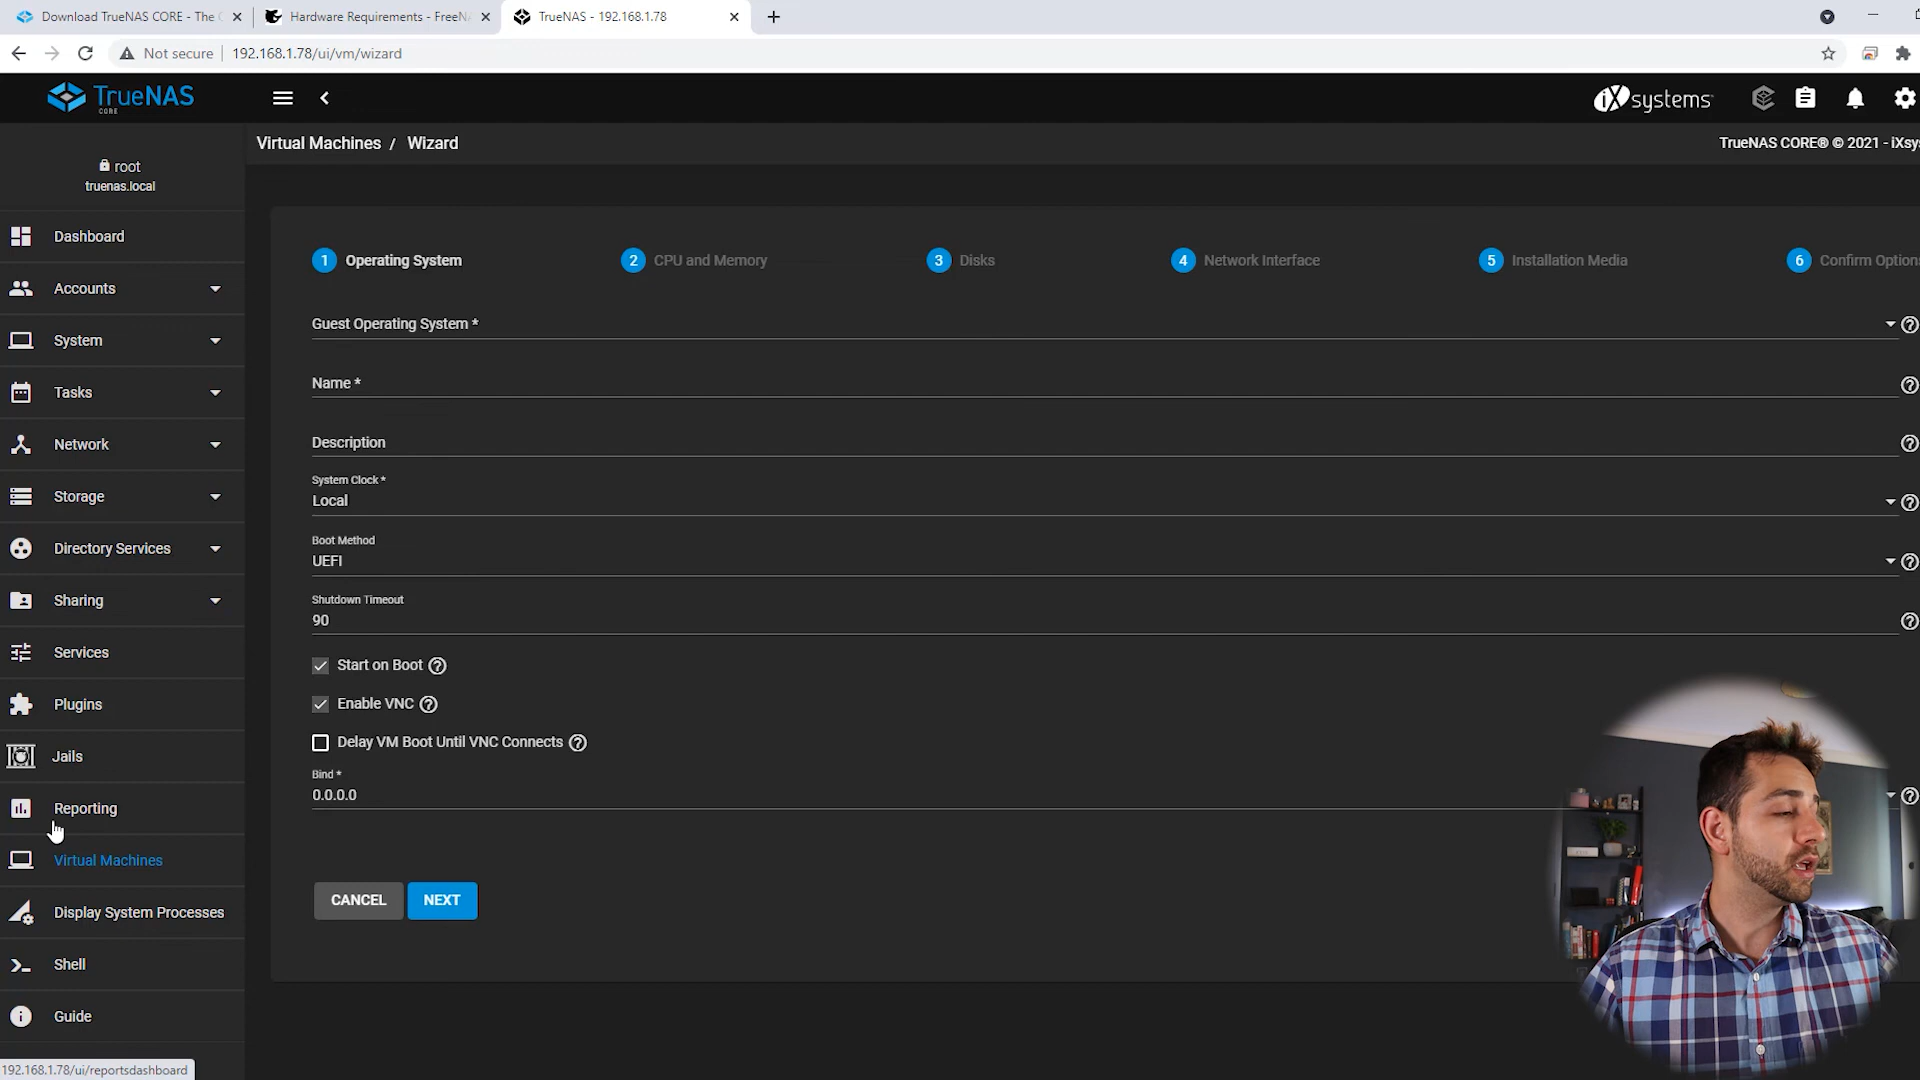 Download TrueNAS CORE - The C
Hardware Requirements - FreeN
TrueNAS - 192.168.1.78
Not secure
192.168.1.78/ui/vm/wizard
TrueNAS
CORE
iXsystems
root
truenas.local
Virtual Machines / Wizard
TrueNAS CORE® © 2021 - iXsy
Dashboard
Accounts
System
Tasks
Network
Storage
Directory Services
Sharing
Services
Plugins
Jails
Reporting
Virtual Machines
Display System Processes
Shell
Guide
1 Operating System
2 CPU and Memory
3 Disks
4 Network Interface
5 Installation Media
6 Confirm Option
Guest Operating System *
Name *
Description
System Clock *
Local
Boot Method
UEFI
Shutdown Timeout
90
Start on Boot
Enable VNC
Delay VM Boot Until VNC Connects
Bind *
0.0.0.0
CANCEL
NEXT
192.168.1.78/ui/reportsdashboard